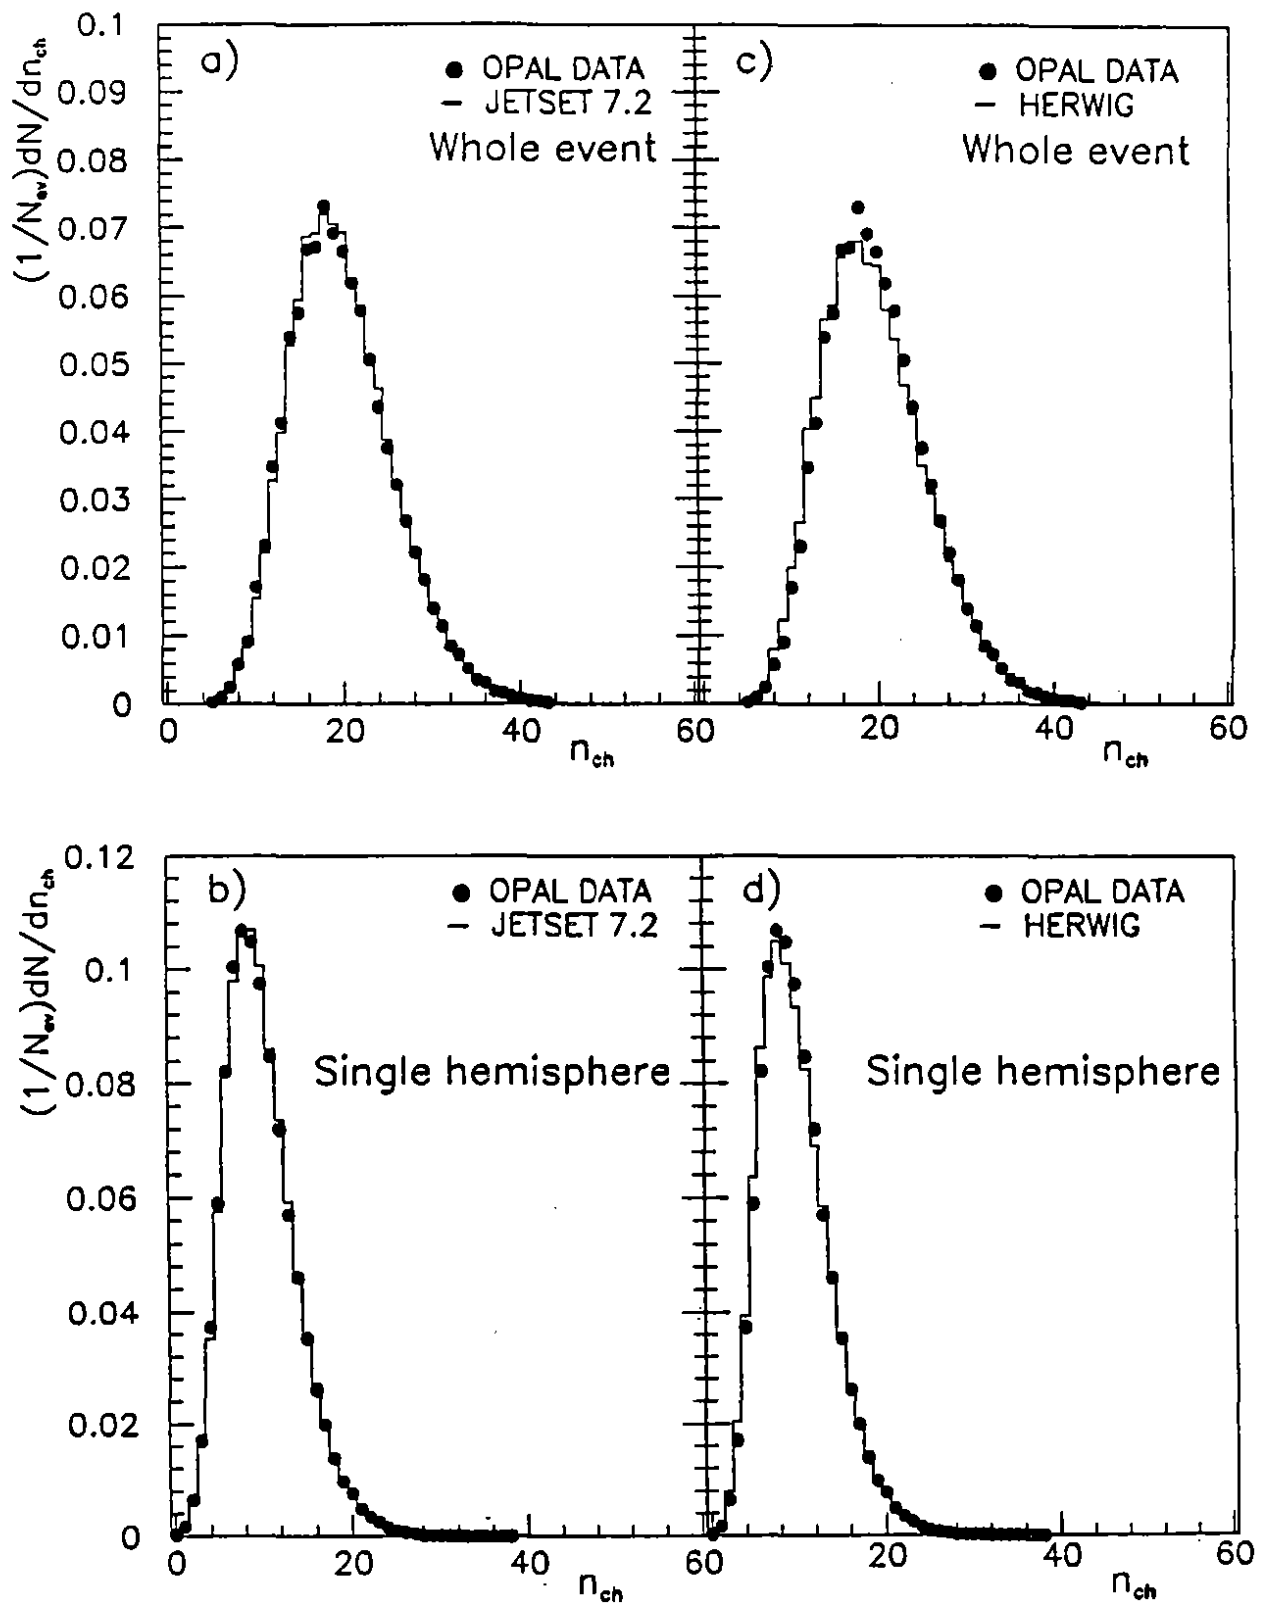 a)
● OPAL DATA
— JETSET 7.2
Whole event
c)
● OPAL DATA
— HERWIG
Whole event
(1/N_ev)dN/dn_ch
0.1
0.09
0.08
0.07
0.06
0.05
0.04
0.03
0.02
0.01
0
0 20 40 60 20 40 60
n_ch n_ch
b)
● OPAL DATA
— JETSET 7.2
Single hemisphere
d)
● OPAL DATA
— HERWIG
Single hemisphere
(1/N_ev)dN/dn_ch
0.12
0.1
0.08
0.06
0.04
0.02
0
0 20 40 60 20 40 60
n_ch n_ch